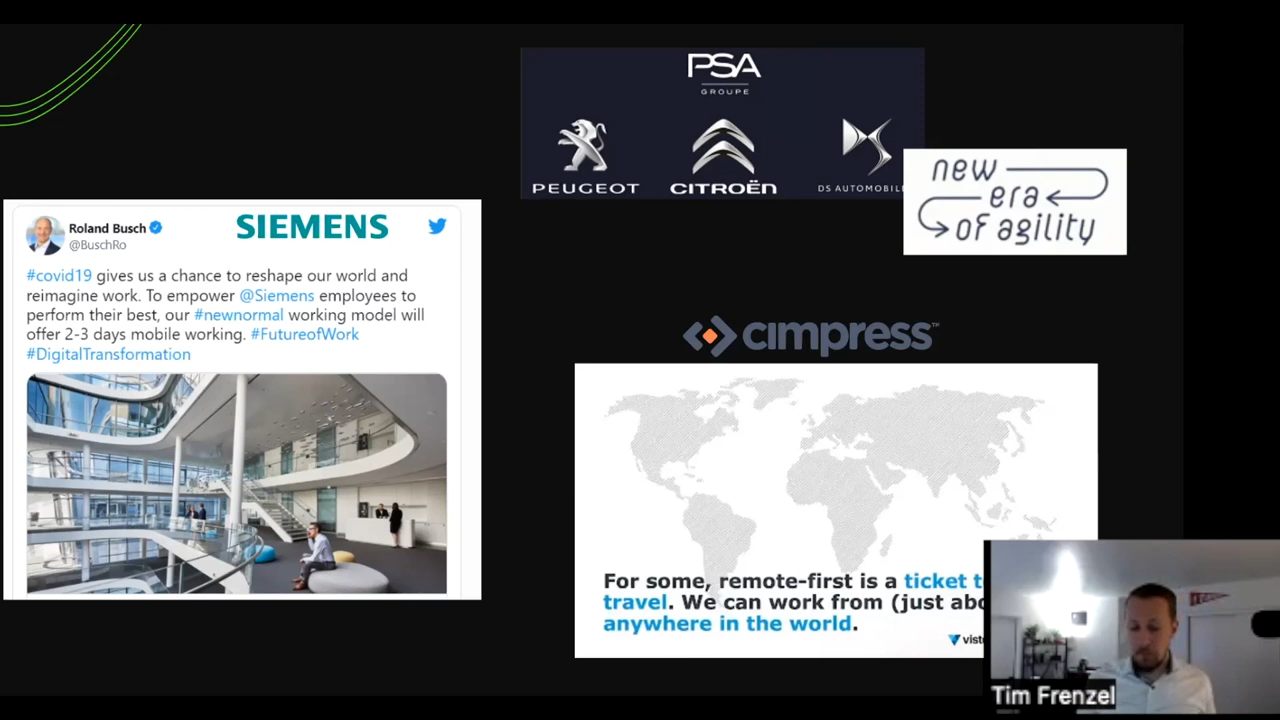 PSA
GROUPE
PEUGEOT
CITROËN
DS AUTOMOBIL
new
era
of agility
Roland Busch
@BuschRo
SIEMENS
#covid19 gives us a chance to reshape our world and
reimagine work. To empower @Siemens employees to
perform their best, our #newnormal working model will
offer 2-3 days mobile working. #FutureofWork
#DigitalTransformation
cimpress™
For some, remote-first is a ticket t
travel. We can work from (just abo
anywhere in the world.
vist
Tim Frenzel